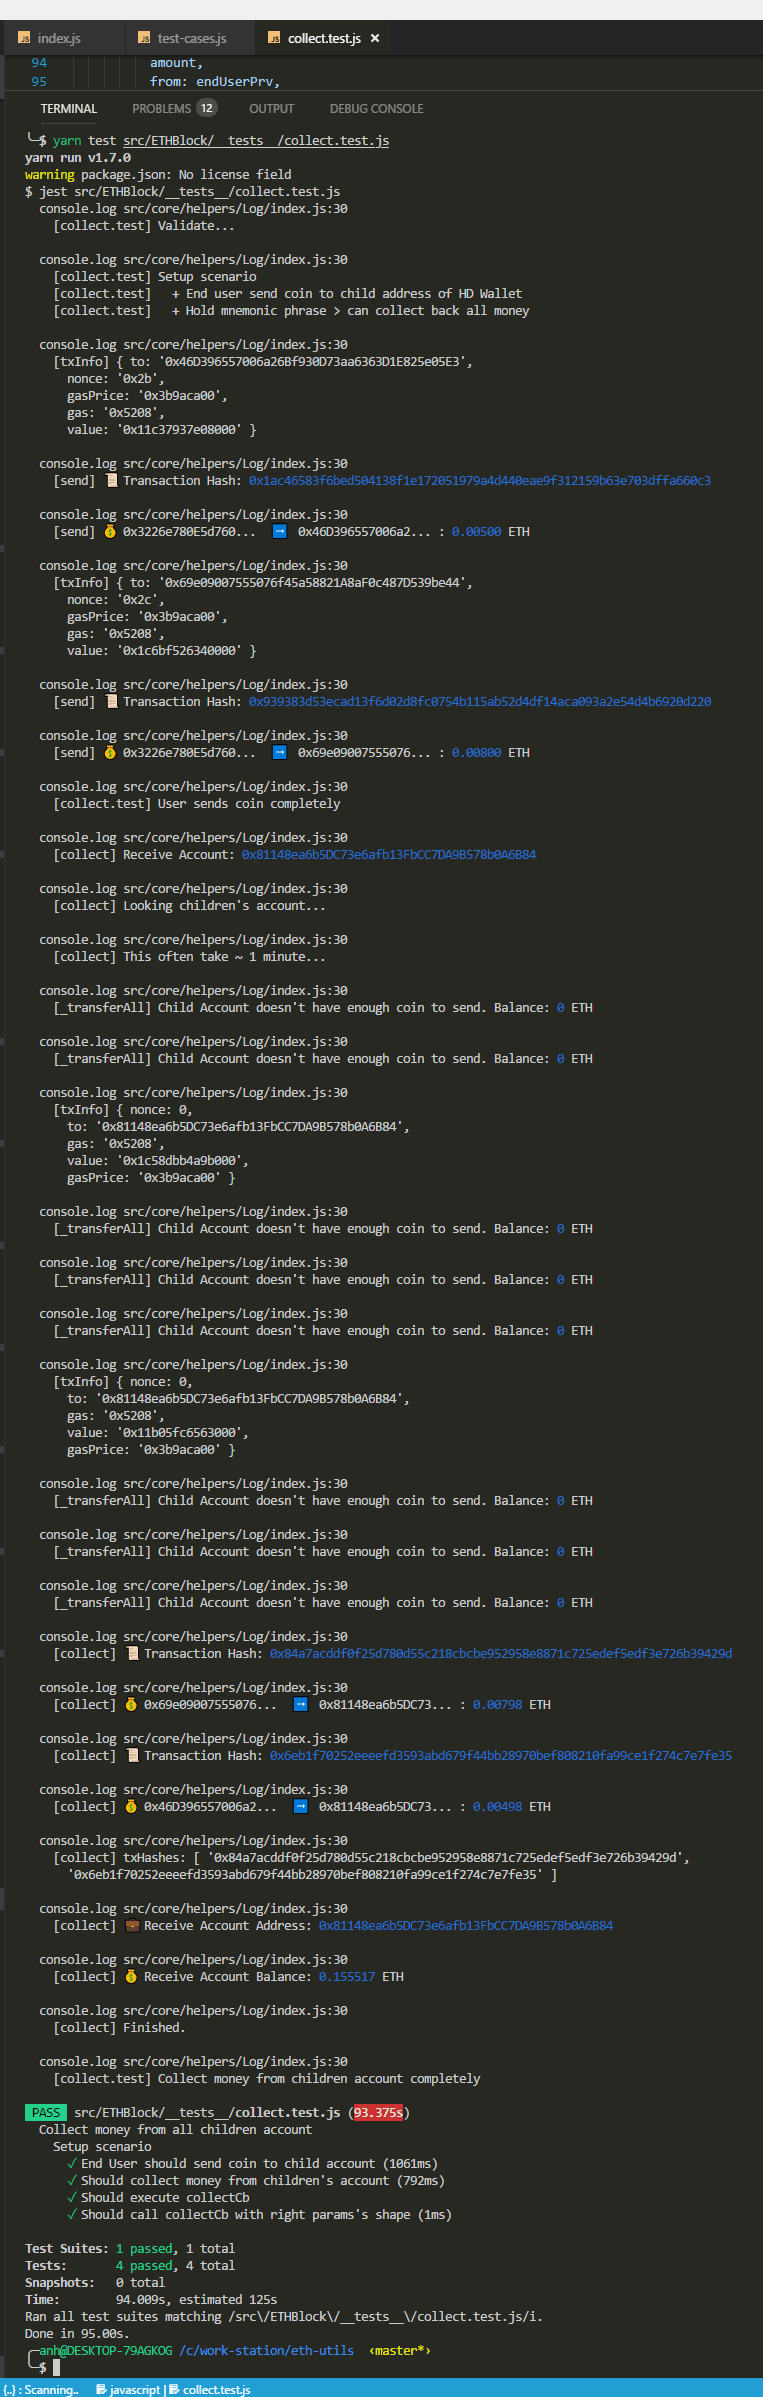 index.js test-cases.js collect.test.js ×
94 amount,
95 from: endUserPrv,
TERMINAL PROBLEMS 12 OUTPUT DEBUG CONSOLE
$ yarn test src/ETHBlock/__tests__/collect.test.js
yarn run v1.7.0
warning package.json: No license field
$ jest src/ETHBlock/__tests__/collect.test.js
console.log src/core/helpers/Log/index.js:30
[collect.test] Validate...
console.log src/core/helpers/Log/index.js:30
[collect.test] Setup scenario
[collect.test]   + End user send coin to child address of HD Wallet
[collect.test]   + Hold mnemonic phrase > can collect back all money
console.log src/core/helpers/Log/index.js:30
[txInfo] { to: '0x46D396557006a26Bf930D73aa6363D1E825e05E3',
nonce: '0x2b',
gasPrice: '0x3b9aca00',
gas: '0x5208',
value: '0x11c37937e08000' }
console.log src/core/helpers/Log/index.js:30
[send] 📜 Transaction Hash: 0x1ac46583f6bed504138f1e172051979a4d440eae9f312159b63e703dffa660c3
console.log src/core/helpers/Log/index.js:30
[send] 💰 0x3226e780E5d760... ➡ 0x46D396557006a2... : 0.00500 ETH
console.log src/core/helpers/Log/index.js:30
[txInfo] { to: '0x69e09007555076f45a58821A8aF0c487D539be44',
nonce: '0x2c',
gasPrice: '0x3b9aca00',
gas: '0x5208',
value: '0x1c6bf526340000' }
console.log src/core/helpers/Log/index.js:30
[send] 📜 Transaction Hash: 0x939383d53ecad13f6d02d8fc0754b115ab52d4df14aca093a2e54d4b6920d220
console.log src/core/helpers/Log/index.js:30
[send] 💰 0x3226e780E5d760... ➡ 0x69e09007555076... : 0.00800 ETH
console.log src/core/helpers/Log/index.js:30
[collect.test] User sends coin completely
console.log src/core/helpers/Log/index.js:30
[collect] Receive Account: 0x81148ea6b5DC73e6afb13FbCC7DA9B578b0A6B84
console.log src/core/helpers/Log/index.js:30
[collect] Looking children's account...
console.log src/core/helpers/Log/index.js:30
[collect] This often take ~ 1 minute...
console.log src/core/helpers/Log/index.js:30
[_transferAll] Child Account doesn't have enough coin to send. Balance: 0 ETH
console.log src/core/helpers/Log/index.js:30
[_transferAll] Child Account doesn't have enough coin to send. Balance: 0 ETH
console.log src/core/helpers/Log/index.js:30
[txInfo] { nonce: 0,
to: '0x81148ea6b5DC73e6afb13FbCC7DA9B578b0A6B84',
gas: '0x5208',
value: '0x1c58dbb4a9b000',
gasPrice: '0x3b9aca00' }
console.log src/core/helpers/Log/index.js:30
[_transferAll] Child Account doesn't have enough coin to send. Balance: 0 ETH
console.log src/core/helpers/Log/index.js:30
[_transferAll] Child Account doesn't have enough coin to send. Balance: 0 ETH
console.log src/core/helpers/Log/index.js:30
[_transferAll] Child Account doesn't have enough coin to send. Balance: 0 ETH
console.log src/core/helpers/Log/index.js:30
[txInfo] { nonce: 0,
to: '0x81148ea6b5DC73e6afb13FbCC7DA9B578b0A6B84',
gas: '0x5208',
value: '0x11b05fc6563000',
gasPrice: '0x3b9aca00' }
console.log src/core/helpers/Log/index.js:30
[_transferAll] Child Account doesn't have enough coin to send. Balance: 0 ETH
console.log src/core/helpers/Log/index.js:30
[_transferAll] Child Account doesn't have enough coin to send. Balance: 0 ETH
console.log src/core/helpers/Log/index.js:30
[_transferAll] Child Account doesn't have enough coin to send. Balance: 0 ETH
console.log src/core/helpers/Log/index.js:30
[collect] 📜 Transaction Hash: 0x84a7acddf0f25d780d55c218cbcbe952958e8871c725edef5edf3e726b39429d
console.log src/core/helpers/Log/index.js:30
[collect] 💰 0x69e09007555076... ➡ 0x81148ea6b5DC73... : 0.00798 ETH
console.log src/core/helpers/Log/index.js:30
[collect] 📜 Transaction Hash: 0x6eb1f70252eeeefd3593abd679f44bb28970bef808210fa99ce1f274c7e7fe35
console.log src/core/helpers/Log/index.js:30
[collect] 💰 0x46D396557006a2... ➡ 0x81148ea6b5DC73... : 0.00498 ETH
console.log src/core/helpers/Log/index.js:30
[collect] txHashes: [ '0x84a7acddf0f25d780d55c218cbcbe952958e8871c725edef5edf3e726b39429d',
'0x6eb1f70252eeeefd3593abd679f44bb28970bef808210fa99ce1f274c7e7fe35' ]
console.log src/core/helpers/Log/index.js:30
[collect] 💼 Receive Account Address: 0x81148ea6b5DC73e6afb13FbCC7DA9B578b0A6B84
console.log src/core/helpers/Log/index.js:30
[collect] 💰 Receive Account Balance: 0.155517 ETH
console.log src/core/helpers/Log/index.js:30
[collect] Finished.
console.log src/core/helpers/Log/index.js:30
[collect.test] Collect money from children account completely
PASS src/ETHBlock/__tests__/collect.test.js (93.375s)
Collect money from all children account
Setup scenario
✓ End User should send coin to child account (1061ms)
✓ Should collect money from children's account (792ms)
✓ Should execute collectCb
✓ Should call collectCb with right params's shape (1ms)
Test Suites: 1 passed, 1 total
Tests: 4 passed, 4 total
Snapshots: 0 total
Time: 94.009s, estimated 125s
Ran all test suites matching /src\/ETHBlock\/__tests__\/collect.test.js/i.
Done in 95.00s.
anh@DESKTOP-79AGKOG /c/work-station/eth-utils ‹master*›
$
{..} : Scanning.. javascript | collect.test.js